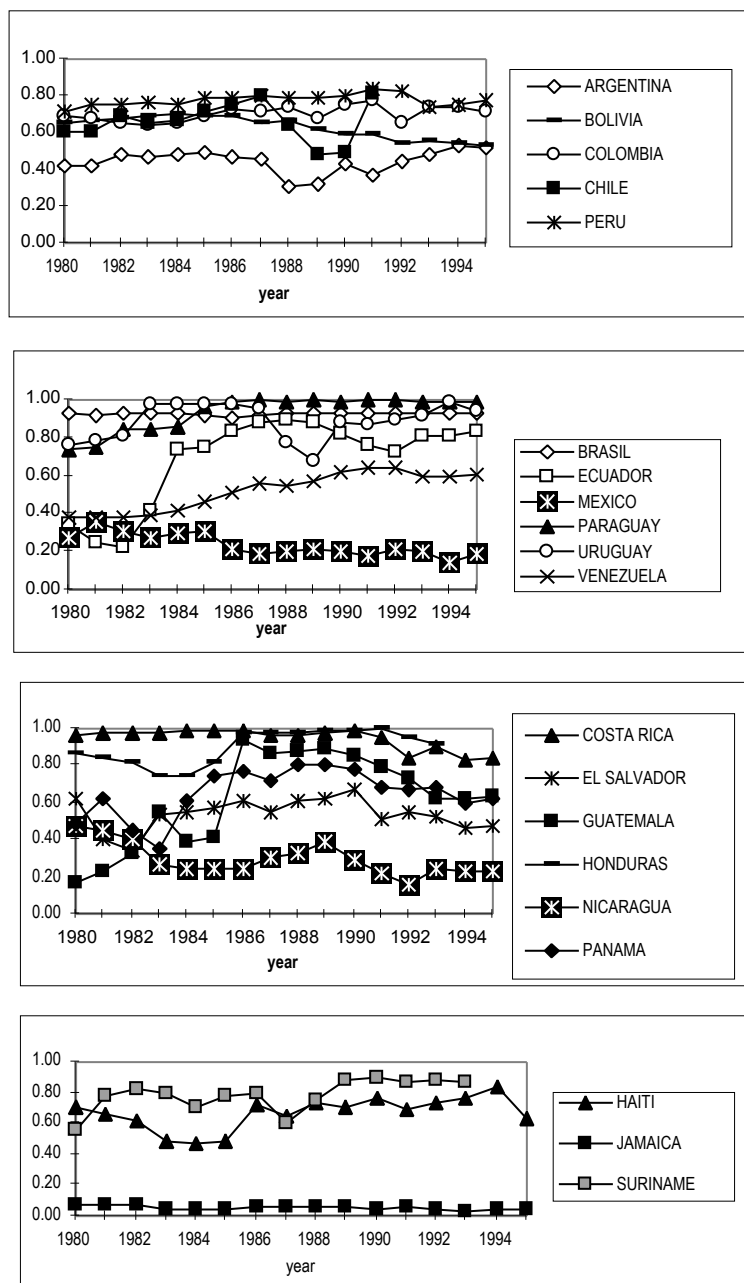 1.00
0.80
0.60
0.40
0.20
0.00
1980 1982 1984 1986 1988 1990 1992 1994
year
ARGENTINA
BOLIVIA
COLOMBIA
CHILE
PERU
1.00
0.80
0.60
0.40
0.20
0.00
1980 1982 1984 1986 1988 1990 1992 1994
year
BRASIL
ECUADOR
MEXICO
PARAGUAY
URUGUAY
VENEZUELA
1.00
0.80
0.60
0.40
0.20
0.00
1980 1982 1984 1986 1988 1990 1992 1994
year
COSTA RICA
EL SALVADOR
GUATEMALA
HONDURAS
NICARAGUA
PANAMA
1.00
0.80
0.60
0.40
0.20
0.00
1980 1982 1984 1986 1988 1990 1992 1994
year
HAITI
JAMAICA
SURINAME